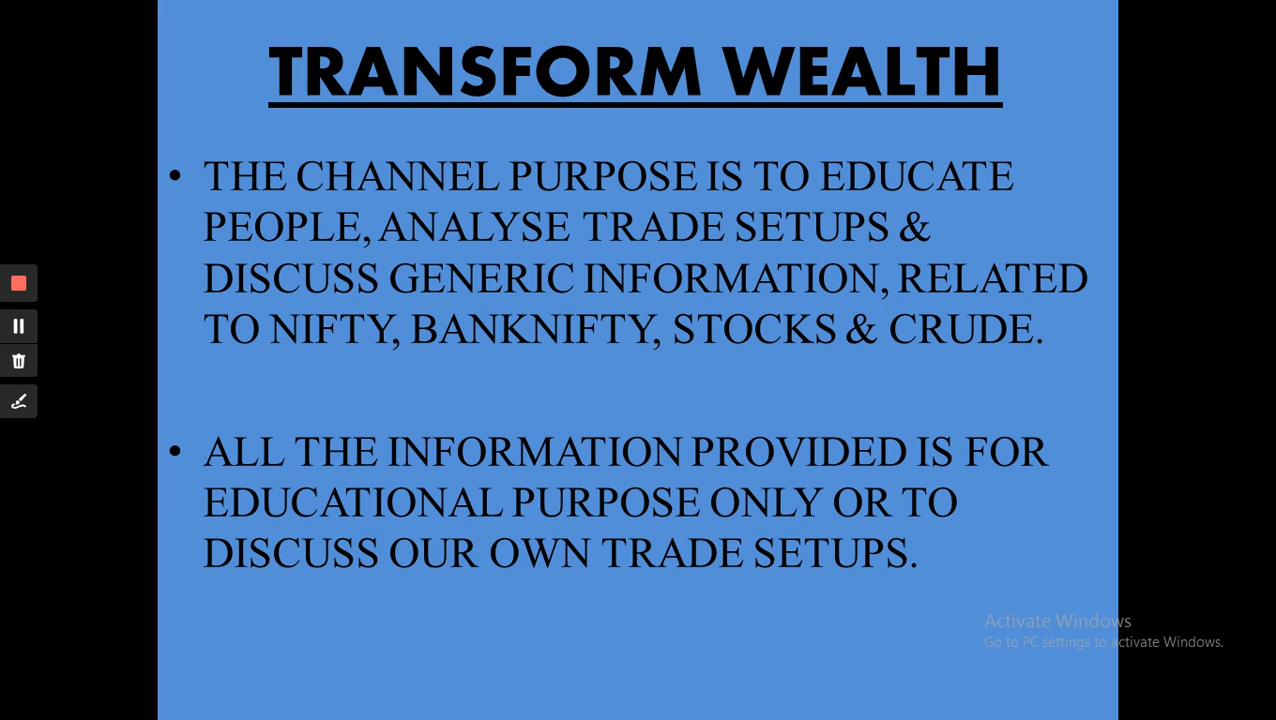 TRANSFORM WEALTH
• THE CHANNEL PURPOSE IS TO EDUCATE
PEOPLE, ANALYSE TRADE SETUPS &
DISCUSS GENERIC INFORMATION, RELATED
TO NIFTY, BANKNIFTY, STOCKS & CRUDE.
• ALL THE INFORMATION PROVIDED IS FOR
EDUCATIONAL PURPOSE ONLY OR TO
DISCUSS OUR OWN TRADE SETUPS.
Activate Windows
Go to PC settings to activate Windows.